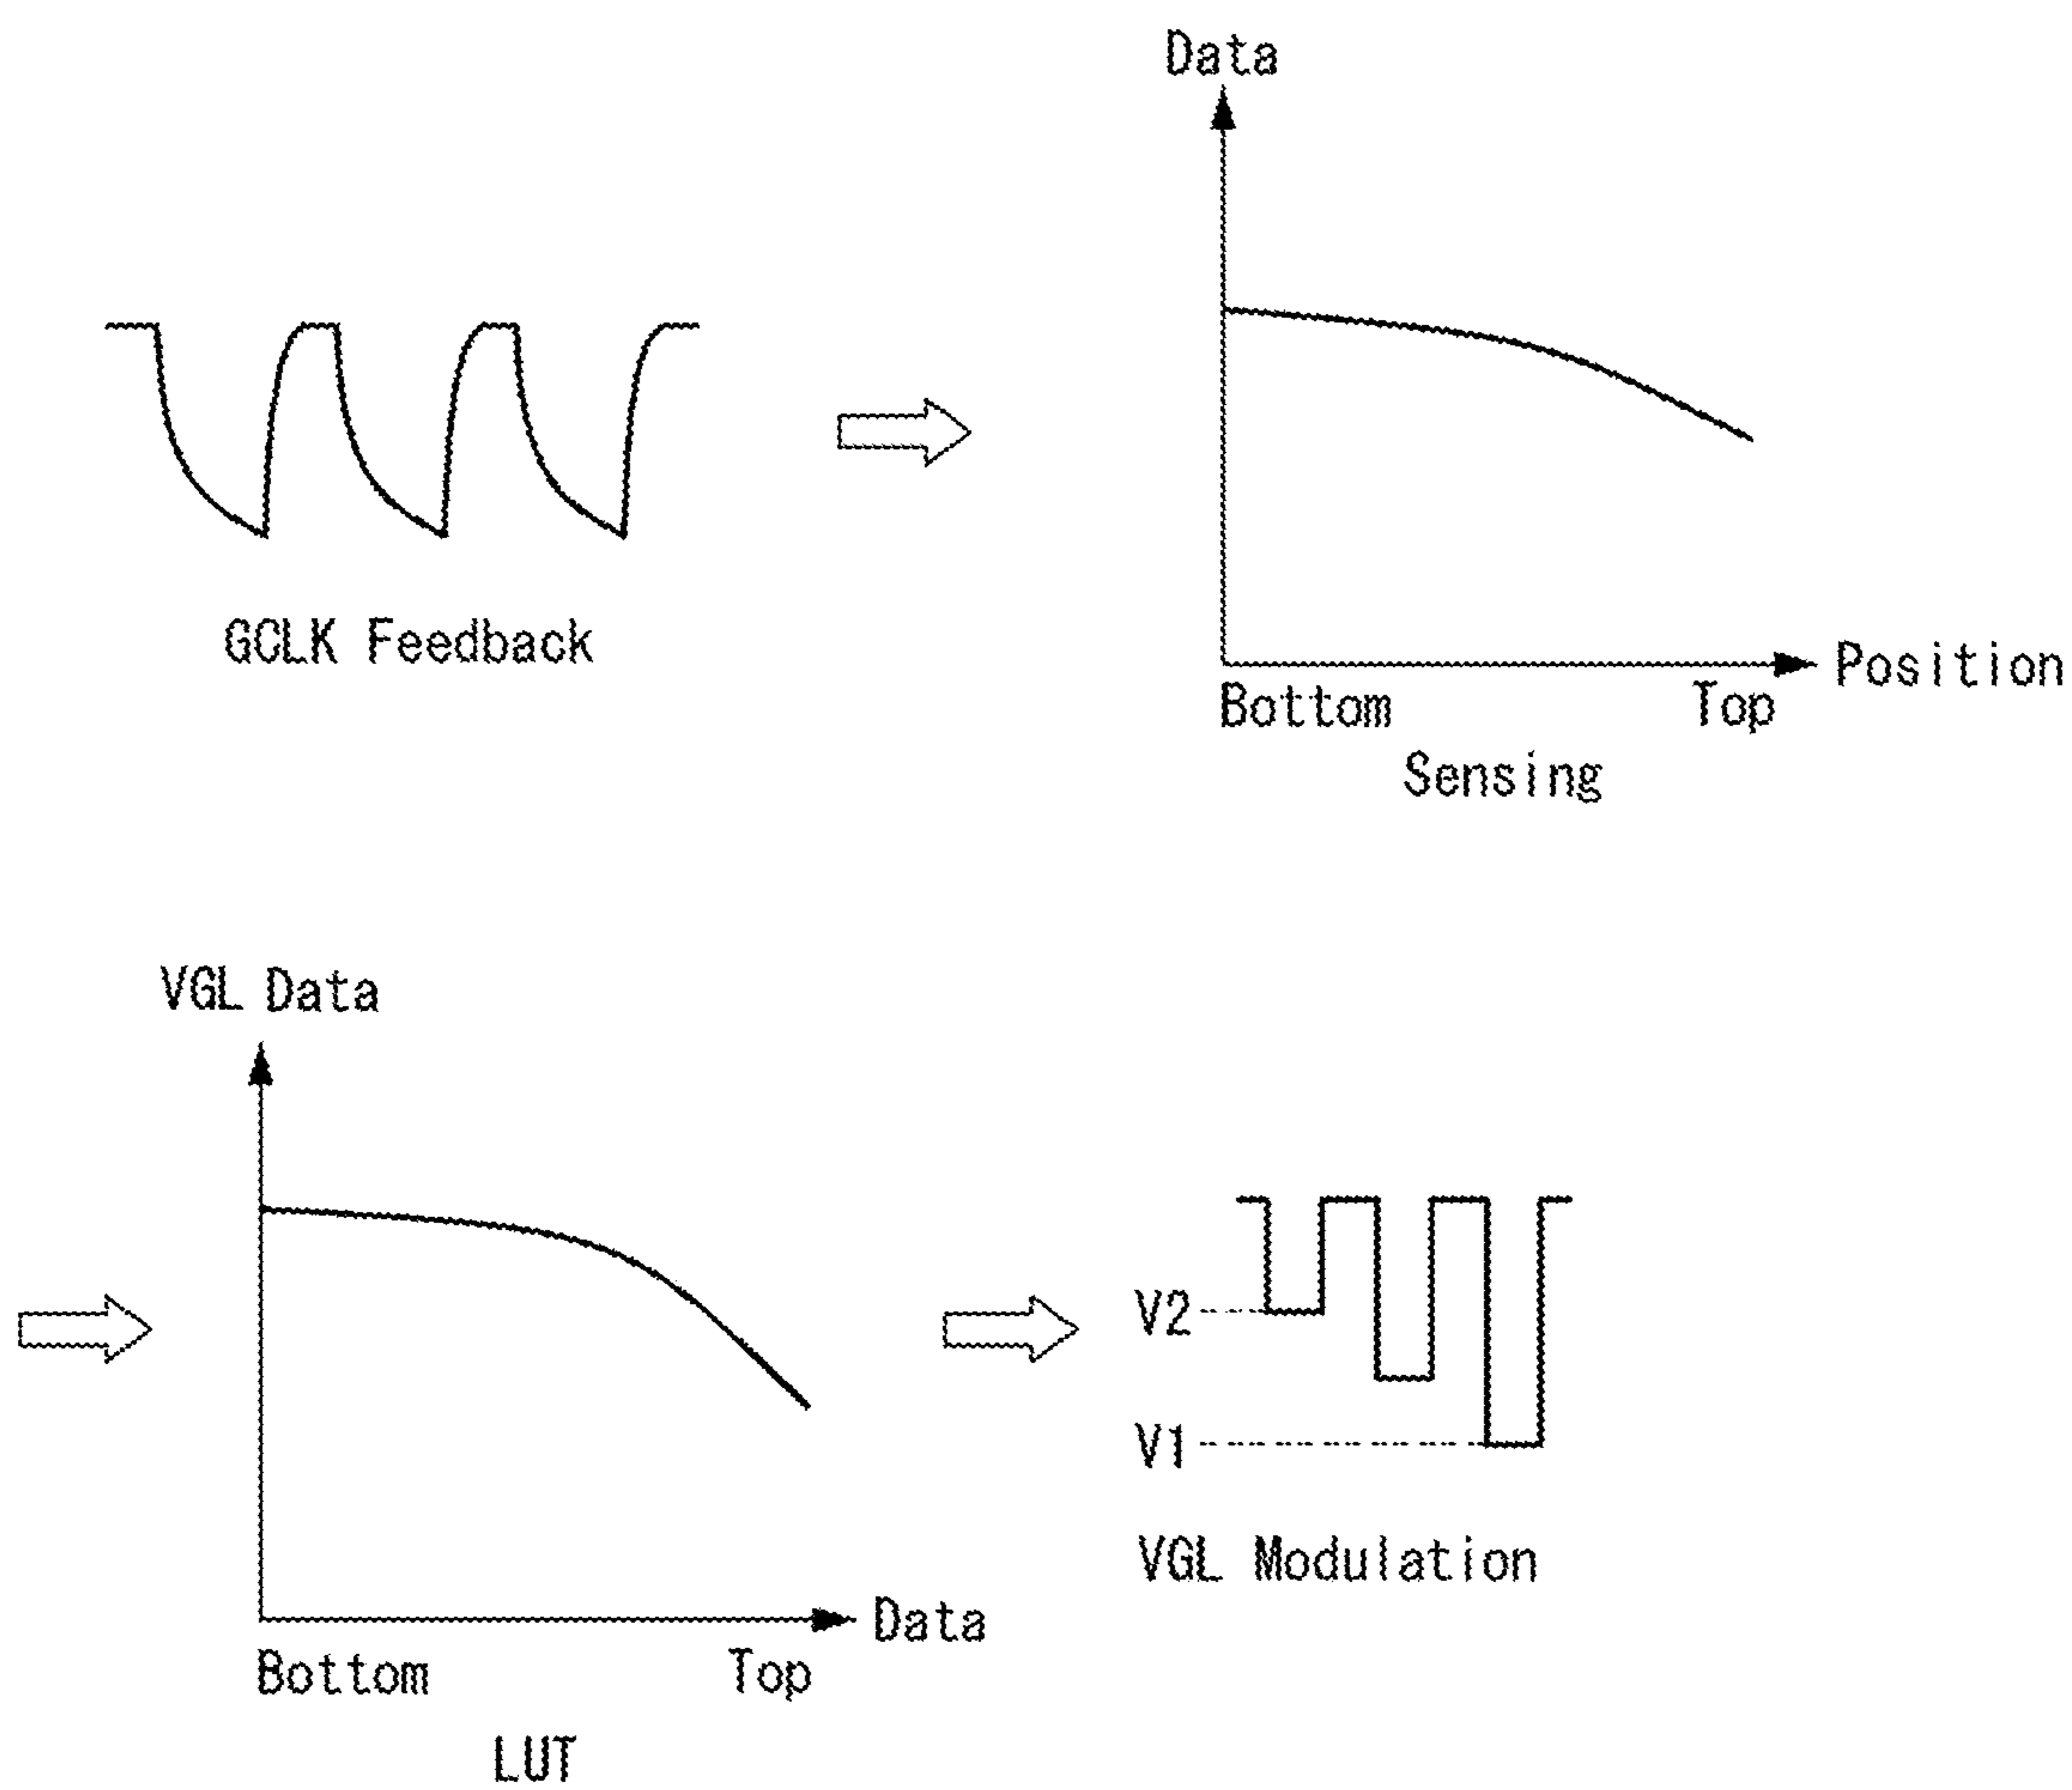 Data
GCLK Feedback
Position
Bottom Top
Sensing
VGL Data
V2
V1
VGL Modulation
Data
Bottom Top
LUT